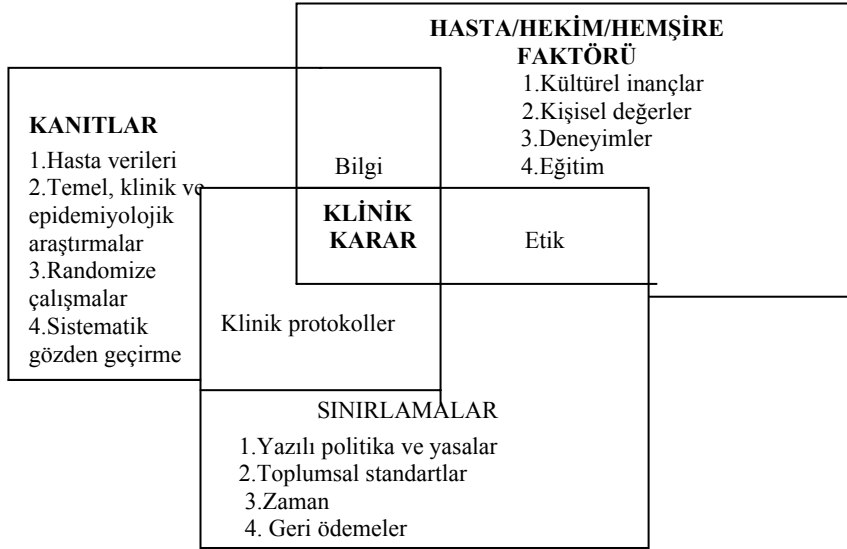 HASTA/HEKİM/HEMŞİRE
FAKTÖRÜ
1.Kültürel inançlar
2.Kişisel değerler
3.Deneyimler
4.Eğitim
KANITLAR
1.Hasta verileri
2.Temel, klinik ve
epidemiyolojik
araştırmalar
3.Randomize
çalışmalar
4.Sistematik
gözden geçirme
Bilgi
KLİNİK
KARAR
Etik
Klinik protokoller
SINIRLAMALAR
1.Yazılı politika ve yasalar
2.Toplumsal standartlar
3.Zaman
4. Geri ödemeler